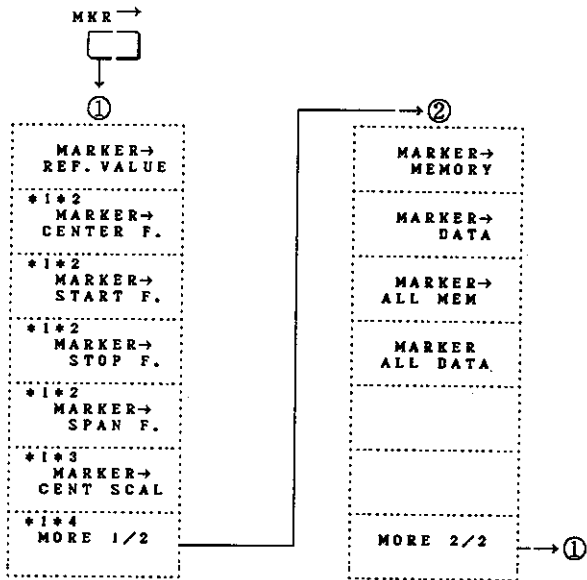 MKR→
①
MARKER→
REF.VALUE
*1*2
MARKER→
CENTER F.
*1*2
MARKER→
START F.
*1*2
MARKER→
STOP F.
*1*2
MARKER→
SPAN F.
*1*3
MARKER→
CENT SCAL
*1*4
MORE 1/2
→②
MARKER→
MEMORY
MARKER→
DATA
MARKER→
ALL MEM
MARKER
ALL DATA
MORE 2/2
→①